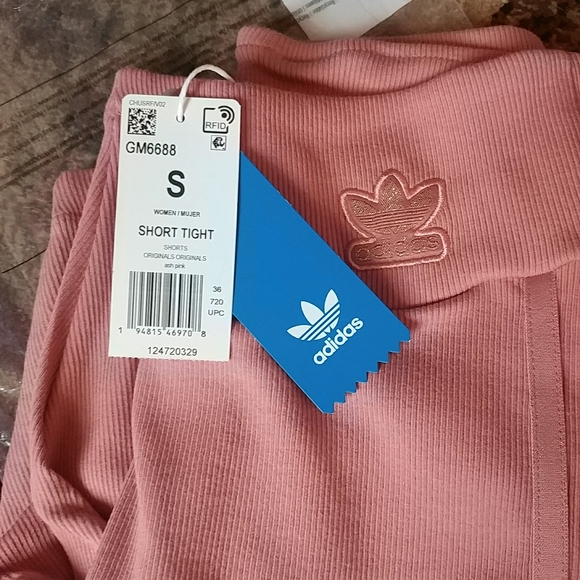 CHUSRFIV02
RFID
GM6688
S
WOMEN / MUJER
SHORT TIGHT
SHORTS
ORIGINALS ORIGINALS
ash pink
36
720
UPC
1 94815 46970 8
124720329
adidas
adidas